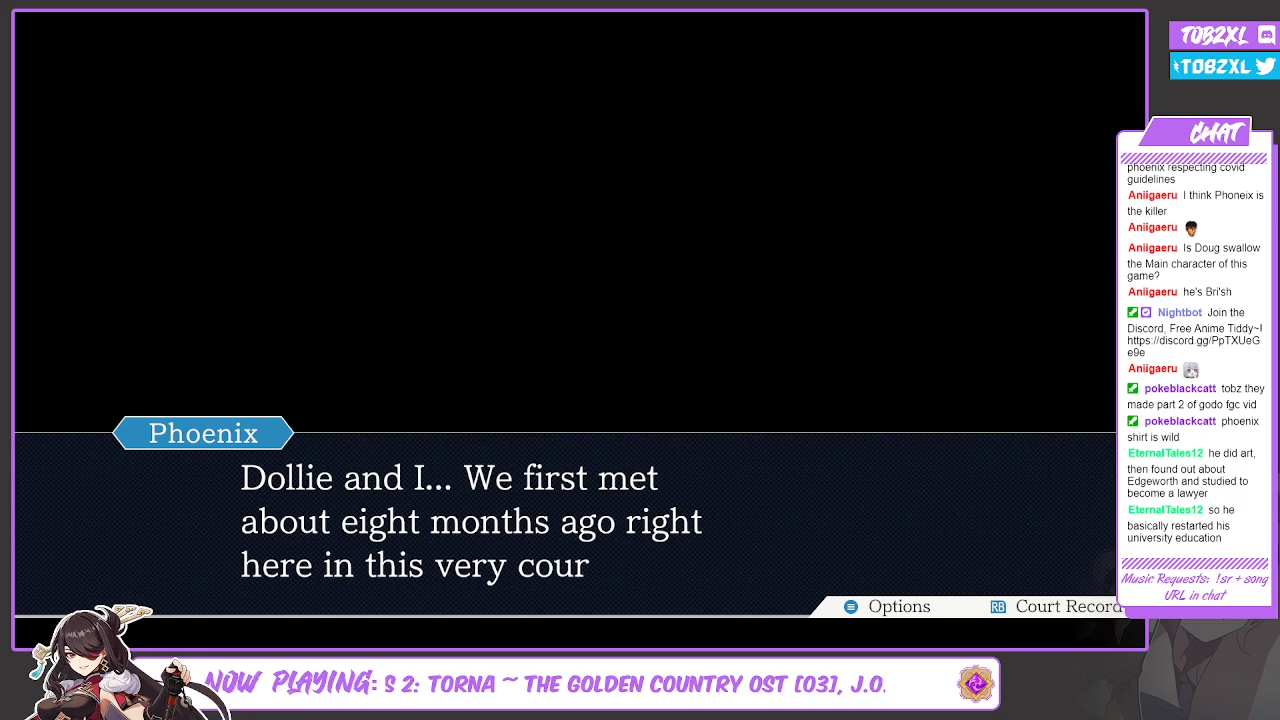 TOBZXL
TOBZXL
CHAT
phoenix respecting covid
guidelines
Aniigaeru I think Phoneix is
the killer
Aniigaeru
Aniigaeru Is Doug swallow
the Main character of this
game?
Aniigaeru he's Bri'sh
Nightbot Join the
Discord, Free Anime Tiddy~!
https://discord.gg/PpTXUeG
e9e
Aniigaeru
pokeblackcatt tobz they
made part 2 of godo fgc vid
pokeblackcatt phoenix
shirt is wild
EternalTales12 he did art,
then found out about
Edgeworth and studied to
become a lawyer
EternalTales12 so he
basically restarted his
university education
Music Requests: !sr + song
URL in chat
Phoenix
Dollie and I... We first met
about eight months ago right
here in this very cour
Options
RB Court Record
NOW PLAYING: S 2: TORNA ~ THE GOLDEN COUNTRY OST [03], J.O.